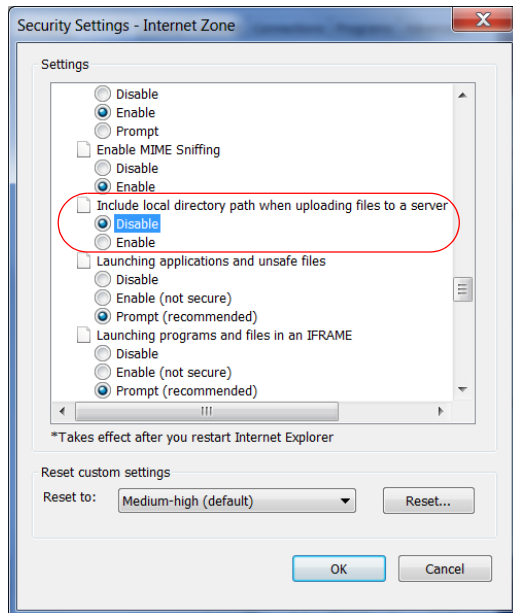 Security Settings - Internet Zone
Settings
Disable
Enable
Prompt
Enable MIME Sniffing
Disable
Enable
Include local directory path when uploading files to a server
Disable
Enable
Launching applications and unsafe files
Disable
Enable (not secure)
Prompt (recommended)
Launching programs and files in an IFRAME
Disable
Enable (not secure)
Prompt (recommended)
*Takes effect after you restart Internet Explorer
Reset custom settings
Reset to: Medium-high (default) Reset...
OK Cancel